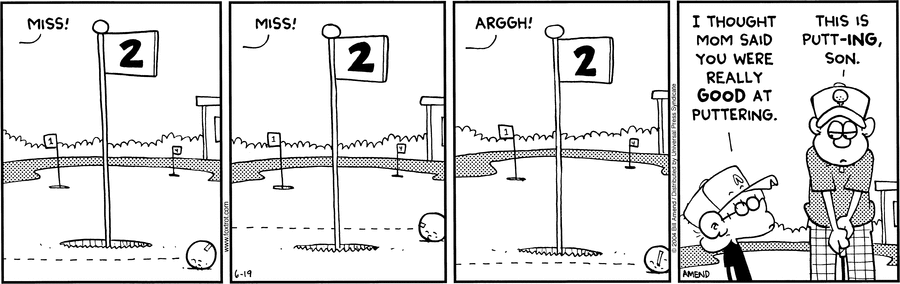 MISS!
2
1
4
www.foxtrot.com
MISS!
2
1
4
6-19
ARGGH!
2
1
4
© 2004 Bill Amend / Distributed by Universal Press Syndicate
I THOUGHT
MOM SAID
YOU WERE
REALLY
GOOD AT
PUTTERING.
THIS IS
PUTT-ING,
SON.
AMEND